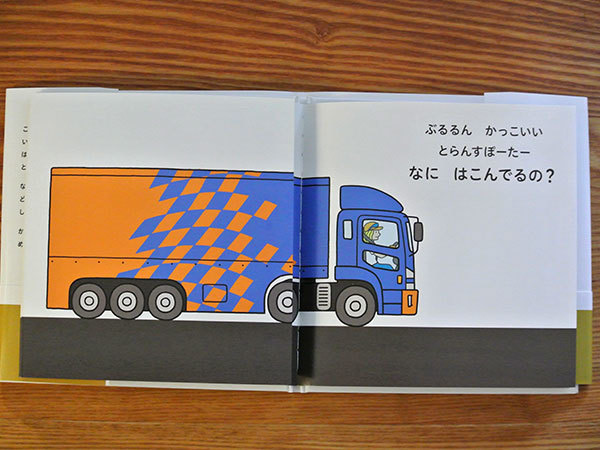 ぶるるん　かっこいい
とらんすぽーたー
なに　はこんでるの？